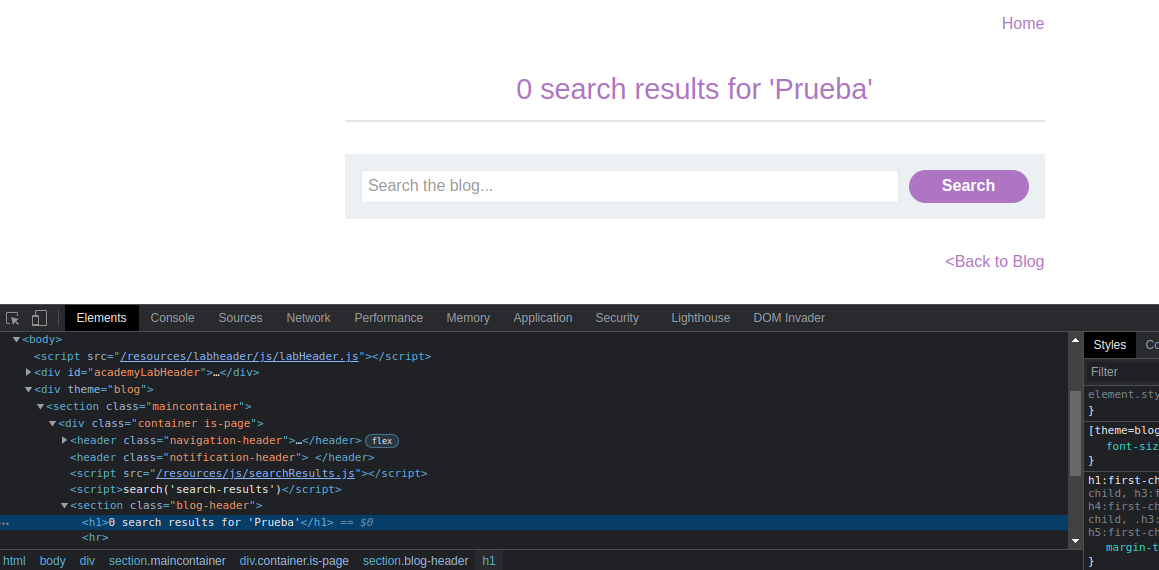 Home
0 search results for 'Prueba'
Search the blog...
Search
<Back to Blog
Elements Console Sources Network Performance Memory Application Security Lighthouse DOM Invader
<body>
<script src="/resources/labheader/js/labHeader.js"></script>
<div id="academyLabHeader">…</div>
<div theme="blog">
<section class="maincontainer">
<div class="container is-page">
<header class="navigation-header">…</header> flex
<header class="notification-header"> </header>
<script src="/resources/js/searchResults.js"></script>
<script>search('search-results')</script>
<section class="blog-header">
… <h1>0 search results for 'Prueba'</h1> == $0
<hr>
html body div section.maincontainer div.container.is-page section.blog-header h1
Styles Co
Filter
element.sty
}
[theme=blog
font-siz
}
h1:first-ch
child, h3:f
h4:first-ch
child, .h3:
h5:first-ch
margin-t
}